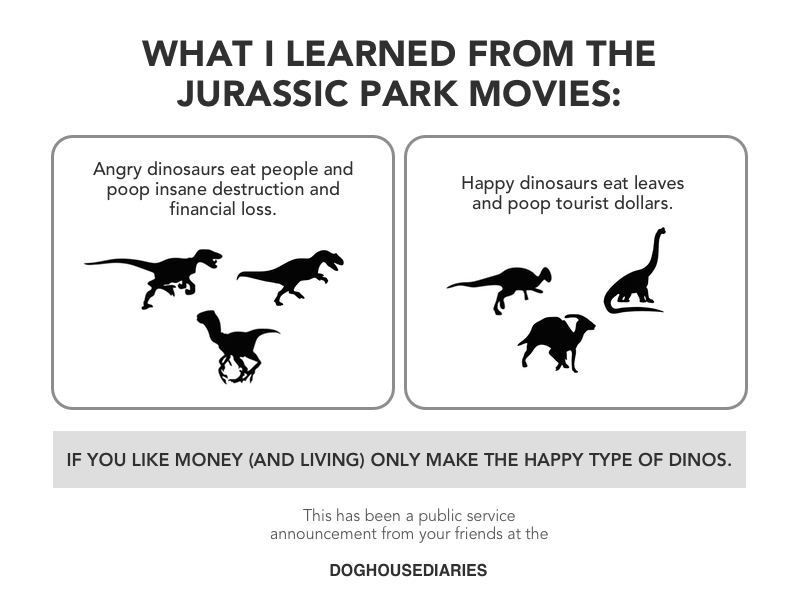 WHAT I LEARNED FROM THE
JURASSIC PARK MOVIES:
Angry dinosaurs eat people and
poop insane destruction and
financial loss.
Happy dinosaurs eat leaves
and poop tourist dollars.
IF YOU LIKE MONEY (AND LIVING) ONLY MAKE THE HAPPY TYPE OF DINOS.
This has been a public service
announcement from your friends at the
DOGHOUSEDIARIES